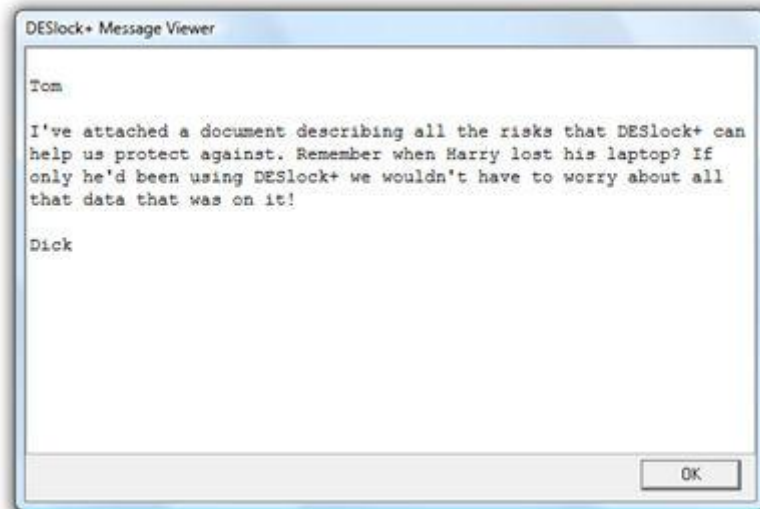 DESlock+ Message Viewer
Tom
I've attached a document describing all the risks that DESlock+ can
help us protect against. Remember when Harry lost his laptop? If
only he'd been using DESlock+ we wouldn't have to worry about all
that data that was on it!
Dick
OK